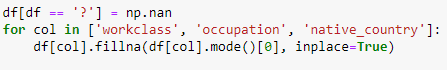 df[df == '?'] = np.nan
for col in ['workclass', 'occupation', 'native_country']:
    df[col].fillna(df[col].mode()[0], inplace=True)